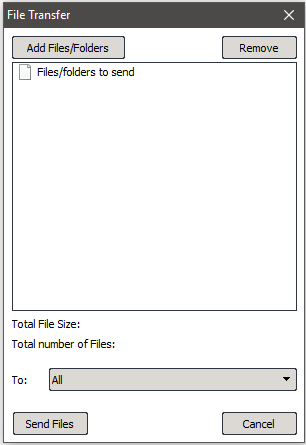 File Transfer
Add Files/Folders Remove
Files/folders to send
Total File Size:
Total number of Files:
To: All
Send Files Cancel